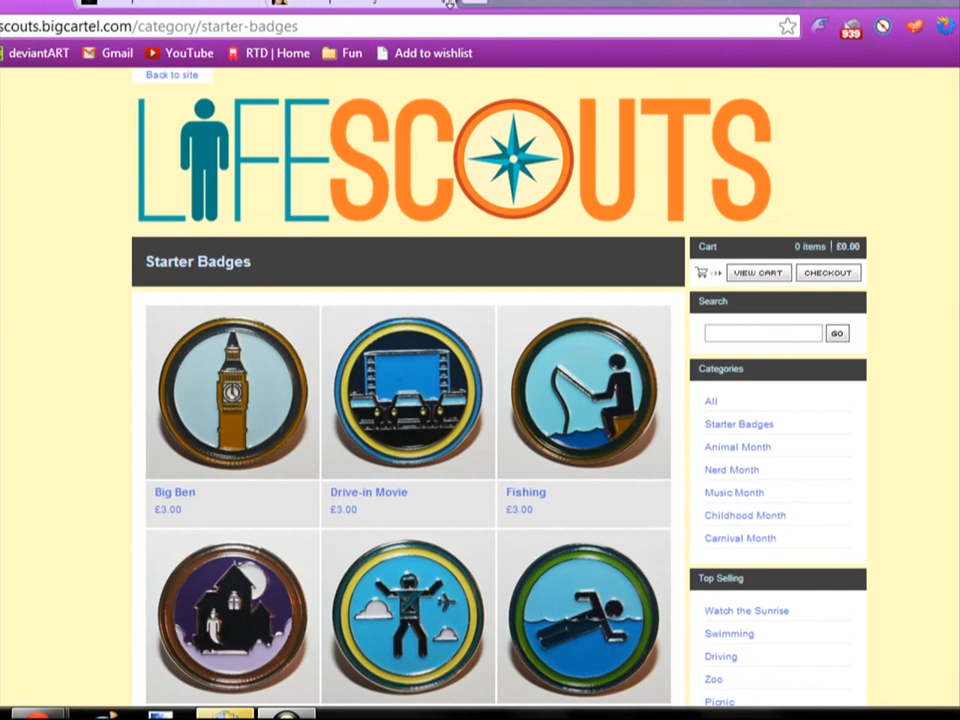 scouts.bigcartel.com/category/starter-badges
939
deviantART Gmail YouTube RTD | Home Fun Add to wishlist
Back to site
LIFESCOUTS
Starter Badges
Cart 0 items | £0.00
VIEW CART CHECKOUT
Search
GO
Categories
All
Starter Badges
Animal Month
Nerd Month
Music Month
Childhood Month
Carnival Month
Big Ben
£3.00
Drive-in Movie
£3.00
Fishing
£3.00
Top Selling
Watch the Sunrise
Swimming
Driving
Zoo
Picnic